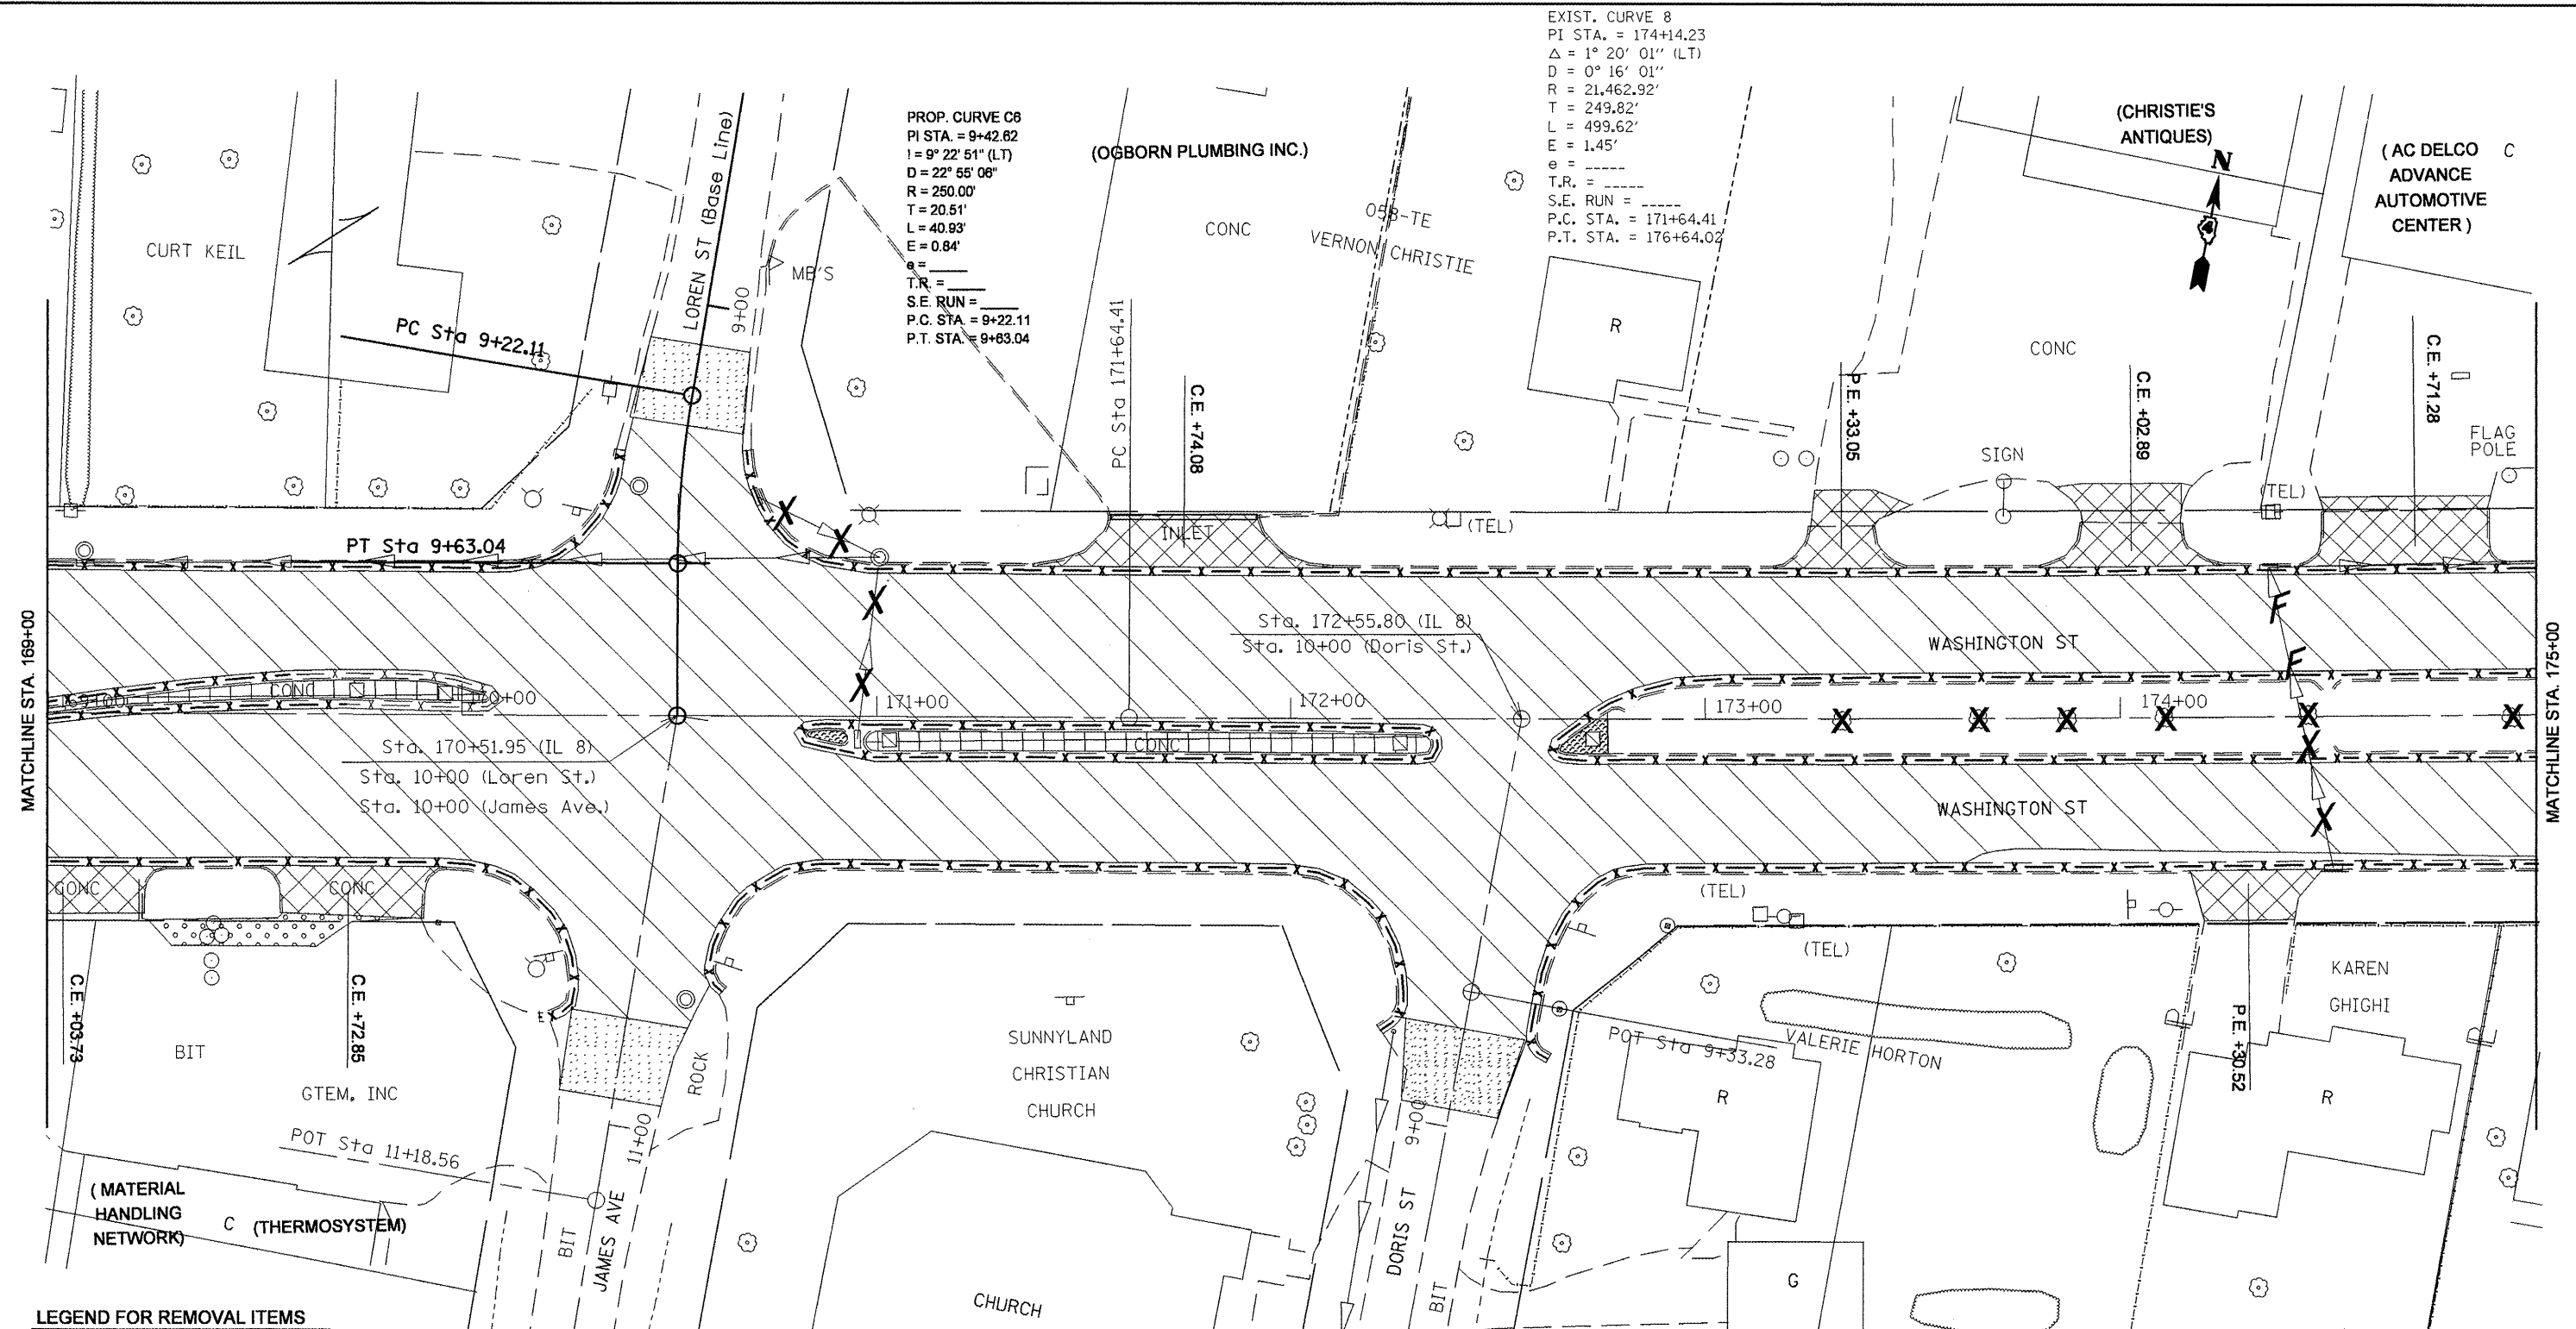 EXIST. CURVE 8
PI STA. = 174+14.23
Δ = 1° 20' 01'' (LT)
D = 0° 16' 01''
R = 21,462.92'
T = 249.82'
L = 499.62'
E = 1.45'
e = _____
T.R. = _____
S.E. RUN = _____
P.C. STA. = 171+64.41
P.T. STA. = 176+64.02
PROP. CURVE C6
PI STA. = 9+42.62
! = 9° 22' 51" (LT)
D = 22° 55' 06"
R = 250.00'
T = 20.51'
L = 40.93'
E = 0.84'
e = _____
T.R. = _____
S.E. RUN = _____
P.C. STA. = 9+22.11
P.T. STA. = 9+63.04
(OGBORN PLUMBING INC.)
(CHRISTIE'S
ANTIQUES)
N
4
( AC DELCO
ADVANCE
AUTOMOTIVE
CENTER )
C
CURT KEIL
LOREN ST (Base Line)
9+00
MB'S
CONC
058-TE
VERNON CHRISTIE
R
CONC
PC Sta 9+22.11
PC Sta 171+64.41
C.E. +74.08
P.E. +33.05
C.E. +02.89
C.E. +71.28
SIGN
FLAG
POLE
(TEL)
(TEL)
INLET
PT Sta 9+63.04
X
X
X
X
F
F
Sta. 172+55.80 (IL 8)
Sta. 10+00 (Doris St.)
WASHINGTON ST
MATCHLINE STA. 169+00
MATCHLINE STA. 175+00
169+00
CONC
170+00
171+00
172+00
173+00
174+00
X
X
X
X
X
X
X
X
CONC
Sta. 170+51.95 (IL 8)
Sta. 10+00 (Loren St.)
Sta. 10+00 (James Ave.)
WASHINGTON ST
CONC
CONC
(TEL)
(TEL)
C.E. +03.73
C.E. +72.85
E
BIT
GTEM, INC
ROCK
SUNNYLAND
CHRISTIAN
CHURCH
POT Sta 9+33.28
VALERIE HORTON
KAREN
GHIGHI
P.E. +30.52
R
R
POT Sta 11+18.56
11+00
9+00
( MATERIAL
HANDLING
NETWORK)
C
(THERMOSYSTEM)
BIT
JAMES AVE
DORIS ST
BIT
G
CHURCH
LEGEND FOR REMOVAL ITEMS